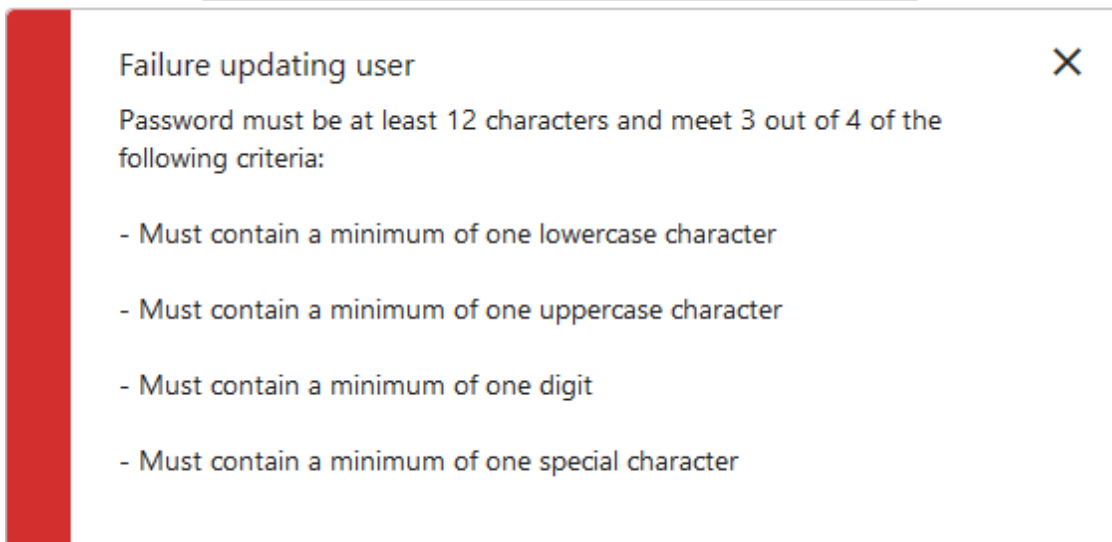 Failure updating user
Password must be at least 12 characters and meet 3 out of 4 of the
following criteria:
- Must contain a minimum of one lowercase character
- Must contain a minimum of one uppercase character
- Must contain a minimum of one digit
- Must contain a minimum of one special character